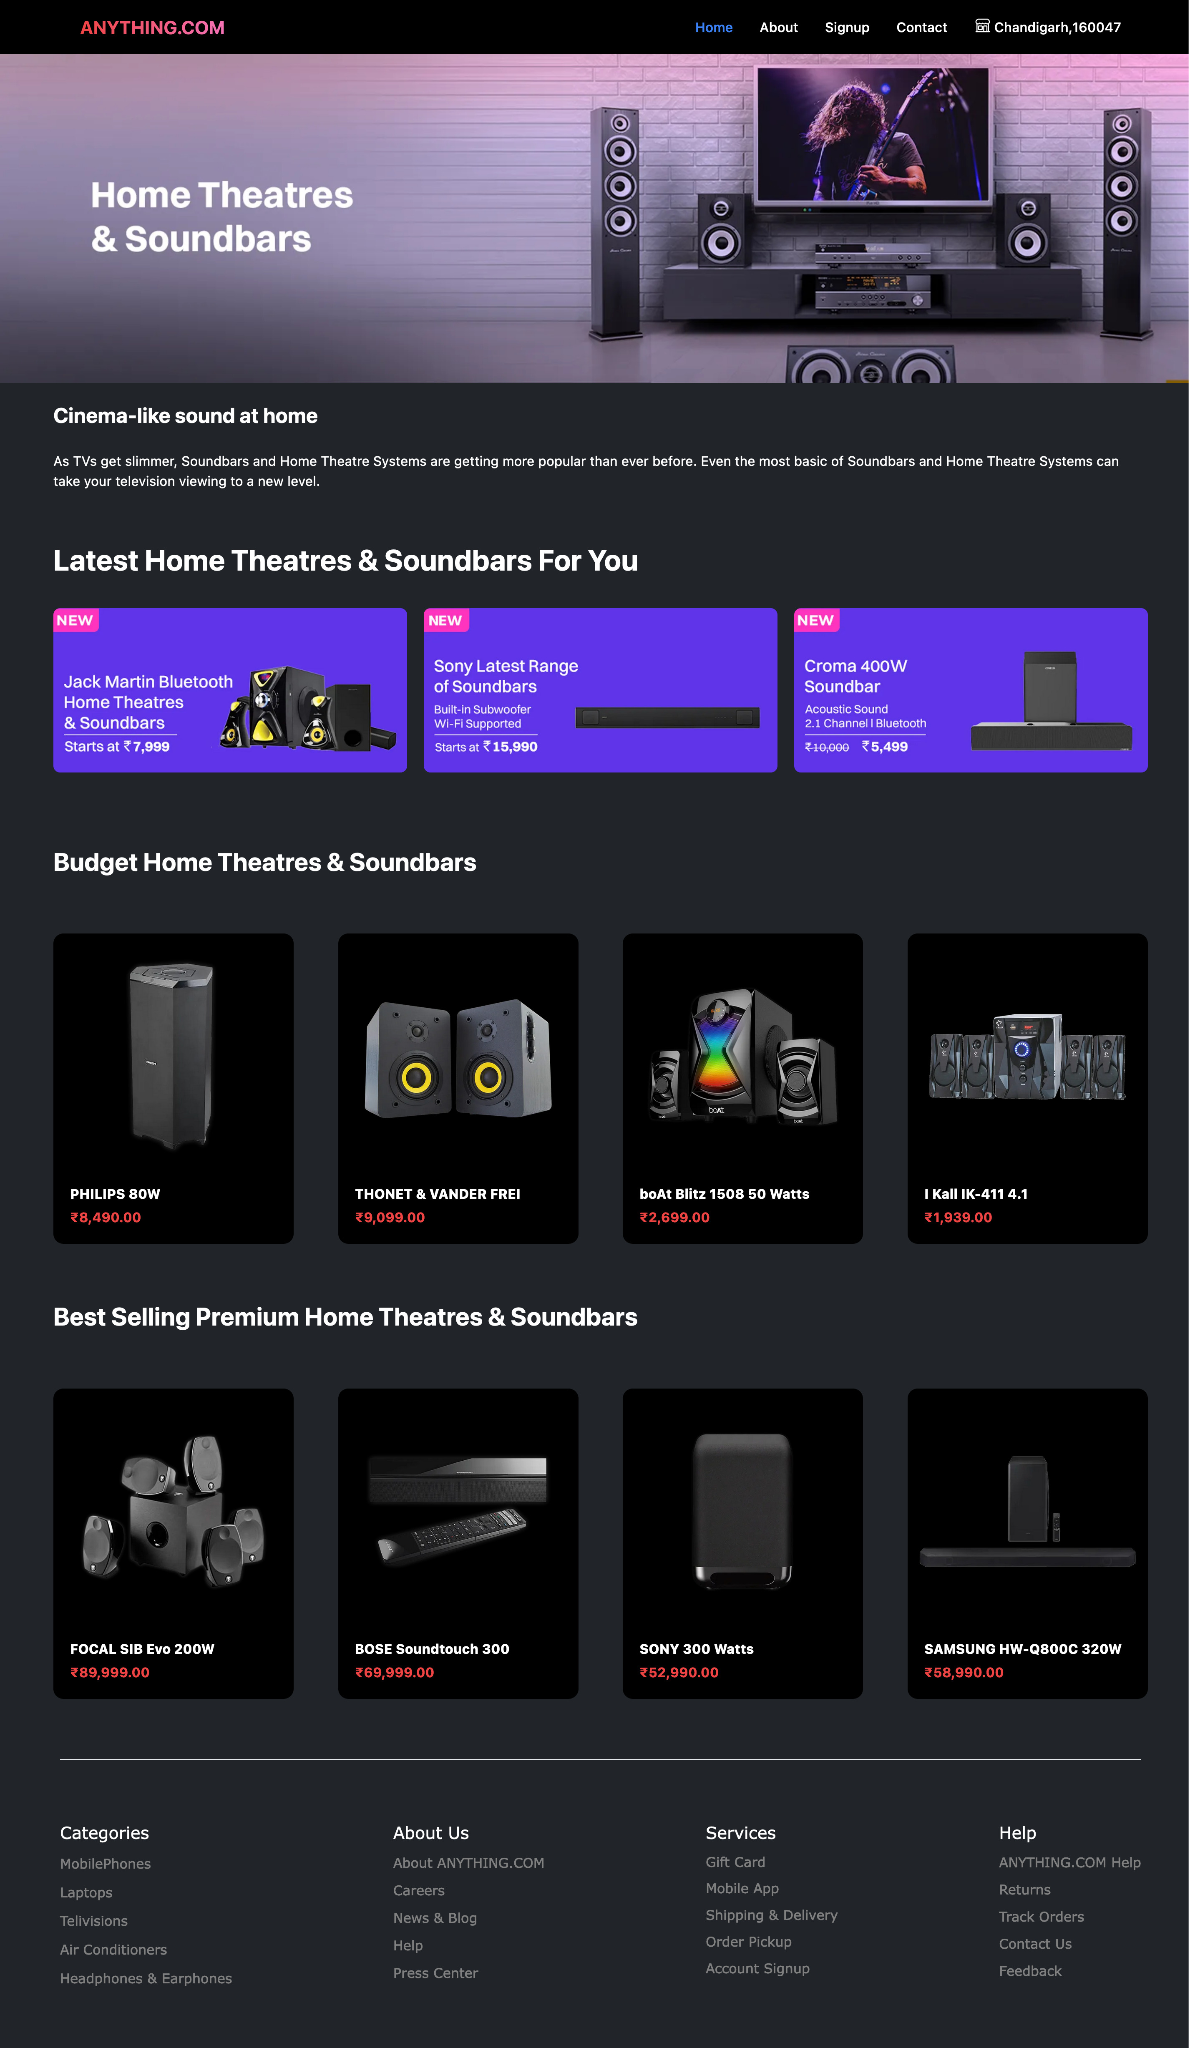 ANYTHING.COM
Home About Signup Contact Chandigarh,160047
Home Theatres
& Soundbars
Cinema-like sound at home
As TVs get slimmer, Soundbars and Home Theatre Systems are getting more popular than ever before. Even the most basic of Soundbars and Home Theatre Systems can
take your television viewing to a new level.
Latest Home Theatres & Soundbars For You
NEW
Jack Martin Bluetooth
Home Theatres
& Soundbars
Starts at ₹7,999
NEW
Sony Latest Range
of Soundbars
Built-in Subwoofer
Wi-Fi Supported
Starts at ₹15,990
NEW
Croma 400W
Soundbar
Acoustic Sound
2.1 Channel l Bluetooth
₹10,000 ₹5,499
Budget Home Theatres & Soundbars
PHILIPS 80W
₹8,490.00
THONET & VANDER FREI
₹9,099.00
boAt
boAt Blitz 1508 50 Watts
₹2,699.00
I Kall IK-411 4.1
₹1,939.00
Best Selling Premium Home Theatres & Soundbars
FOCAL SIB Evo 200W
₹89,999.00
BOSE Soundtouch 300
₹69,999.00
SONY 300 Watts
₹52,990.00
SAMSUNG HW-Q800C 320W
₹58,990.00
Categories
MobilePhones
Laptops
Telivisions
Air Conditioners
Headphones & Earphones
About Us
About ANYTHING.COM
Careers
News & Blog
Help
Press Center
Services
Gift Card
Mobile App
Shipping & Delivery
Order Pickup
Account Signup
Help
ANYTHING.COM Help
Returns
Track Orders
Contact Us
Feedback